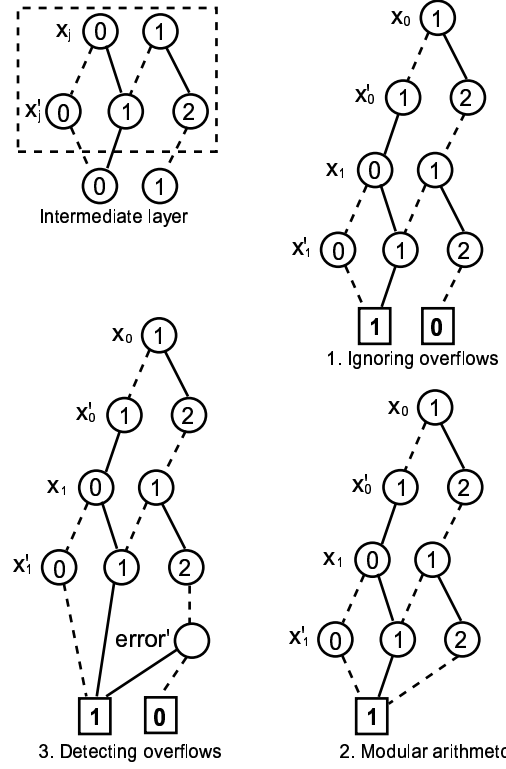 xj 0 1
x'j 0 1 2
0 1
Intermediate layer
x0 1
x'0 1 2
x1 0 1
x'1 0 1 2
1 0
1. Ignoring overflows
x0 1
x'0 1 2
x1 0 1
x'1 0 1 2
error'
1 0
3. Detecting overflows
x0 1
x'0 1 2
x1 0 1
x'1 0 1 2
1
2. Modular